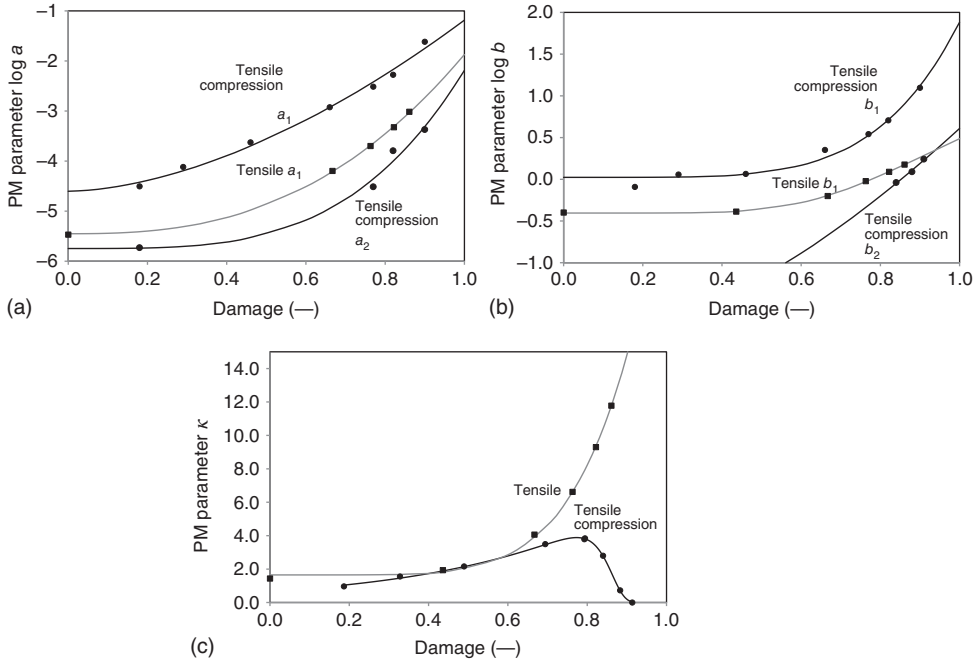 −1
−2
−3
−4
−5
−6
PM parameter log a
Tensile
compression
a1
Tensile a1
Tensile
compression
a2
0.0 0.2 0.4 0.6 0.8 1.0
Damage (—)
(a)
2.0
1.5
1.0
0.5
0.0
−0.5
−1.0
PM parameter log b
Tensile
compression
b1
Tensile b1
Tensile
compression
b2
0.0 0.2 0.4 0.6 0.8 1.0
Damage (—)
(b)
14.0
12.0
10.0
8.0
6.0
4.0
2.0
0.0
PM parameter κ
Tensile
Tensile
compression
0.0 0.2 0.4 0.6 0.8 1.0
Damage (—)
(c)